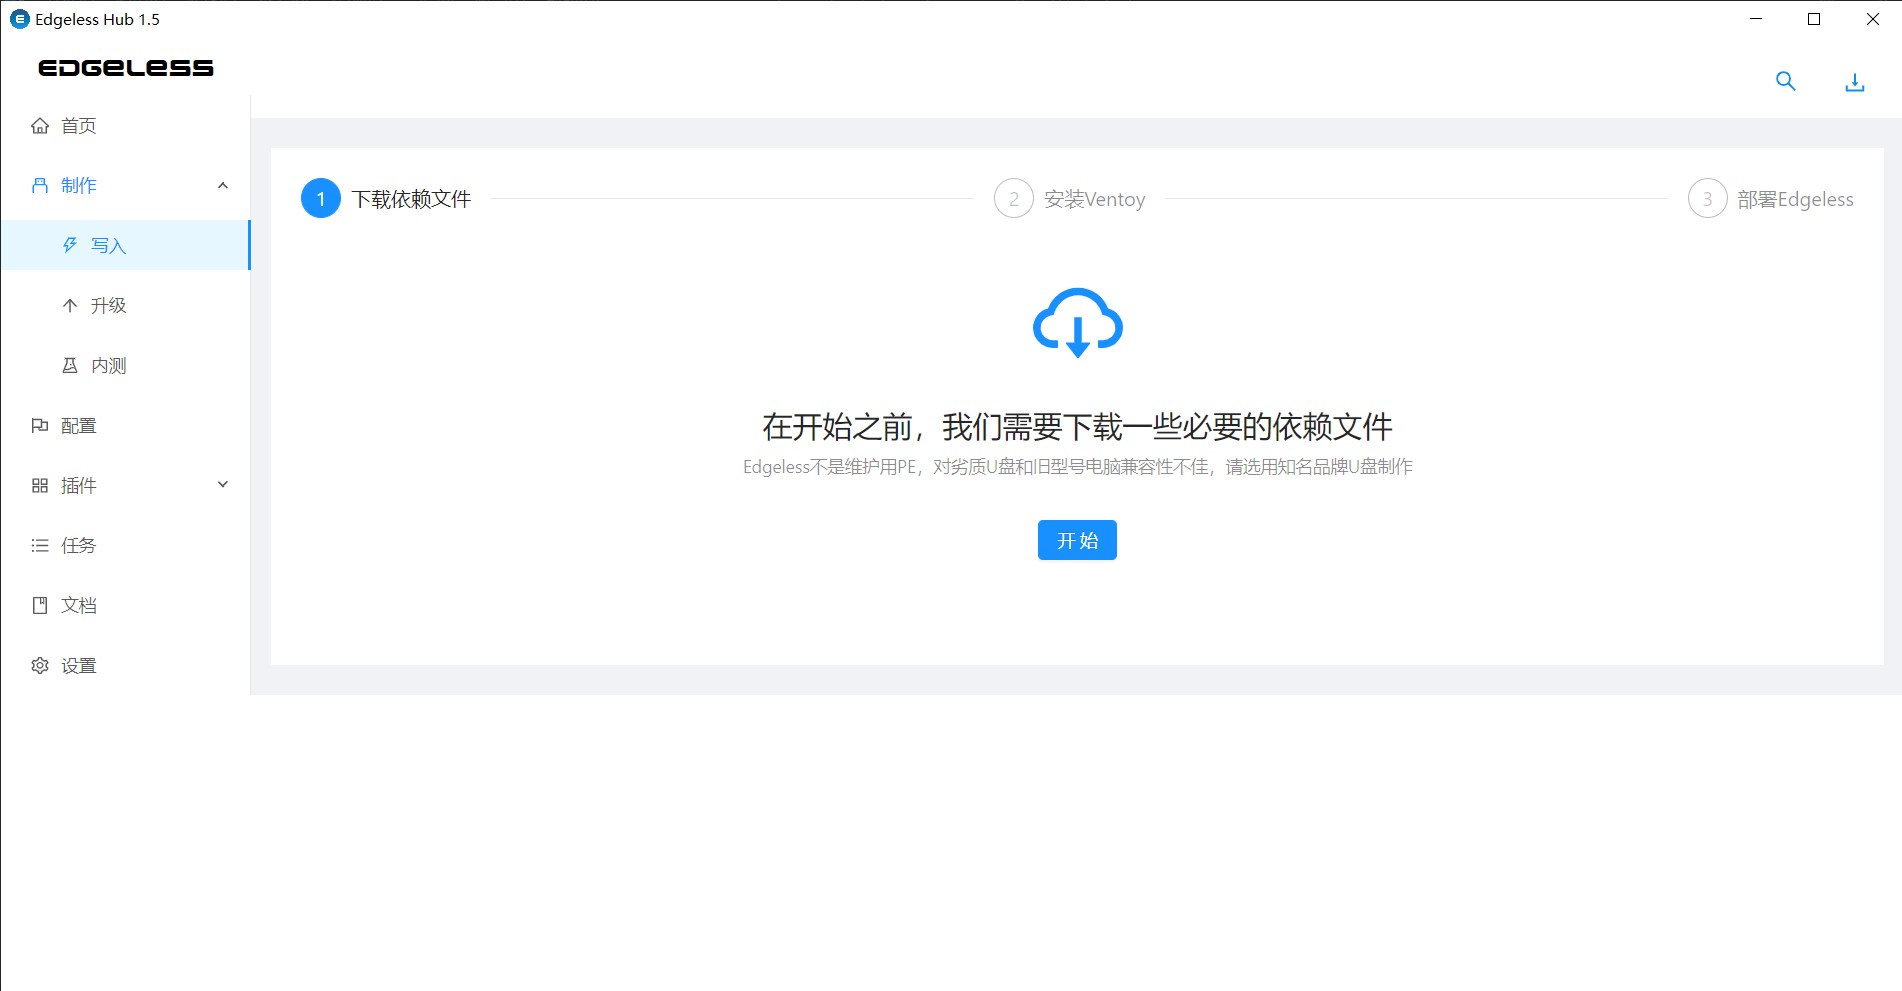 Edgeless Hub 1.5
EDGELESS
首页
制作
写入
升级
内测
配置
插件
任务
文档
设置
1 下载依赖文件
2 安装Ventoy
3 部署Edgeless
在开始之前，我们需要下载一些必要的依赖文件
Edgeless不是维护用PE，对劣质U盘和旧型号电脑兼容性不佳，请选用知名品牌U盘制作
开始